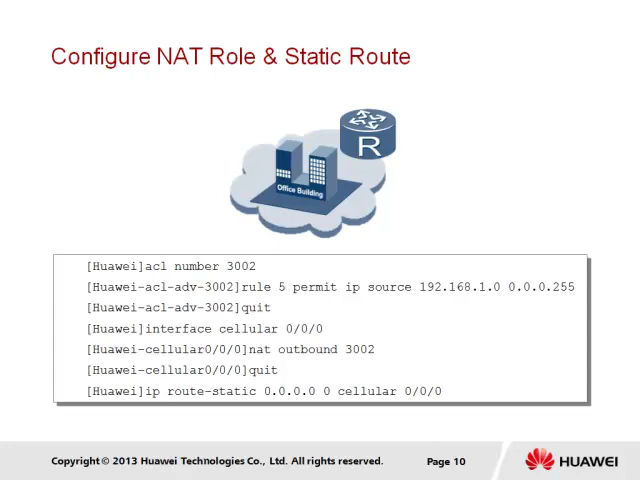 Configure NAT Role & Static Route
R
Office Building
[Huawei]acl number 3002
[Huawei-acl-adv-3002]rule 5 permit ip source 192.168.1.0 0.0.0.255
[Huawei-acl-adv-3002]quit
[Huawei]interface cellular 0/0/0
[Huawei-cellular0/0/0]nat outbound 3002
[Huawei-cellular0/0/0]quit
[Huawei]ip route-static 0.0.0.0 0 cellular 0/0/0
Copyright © 2013 Huawei Technologies Co., Ltd. All rights reserved.
Page 10
HUAWEI